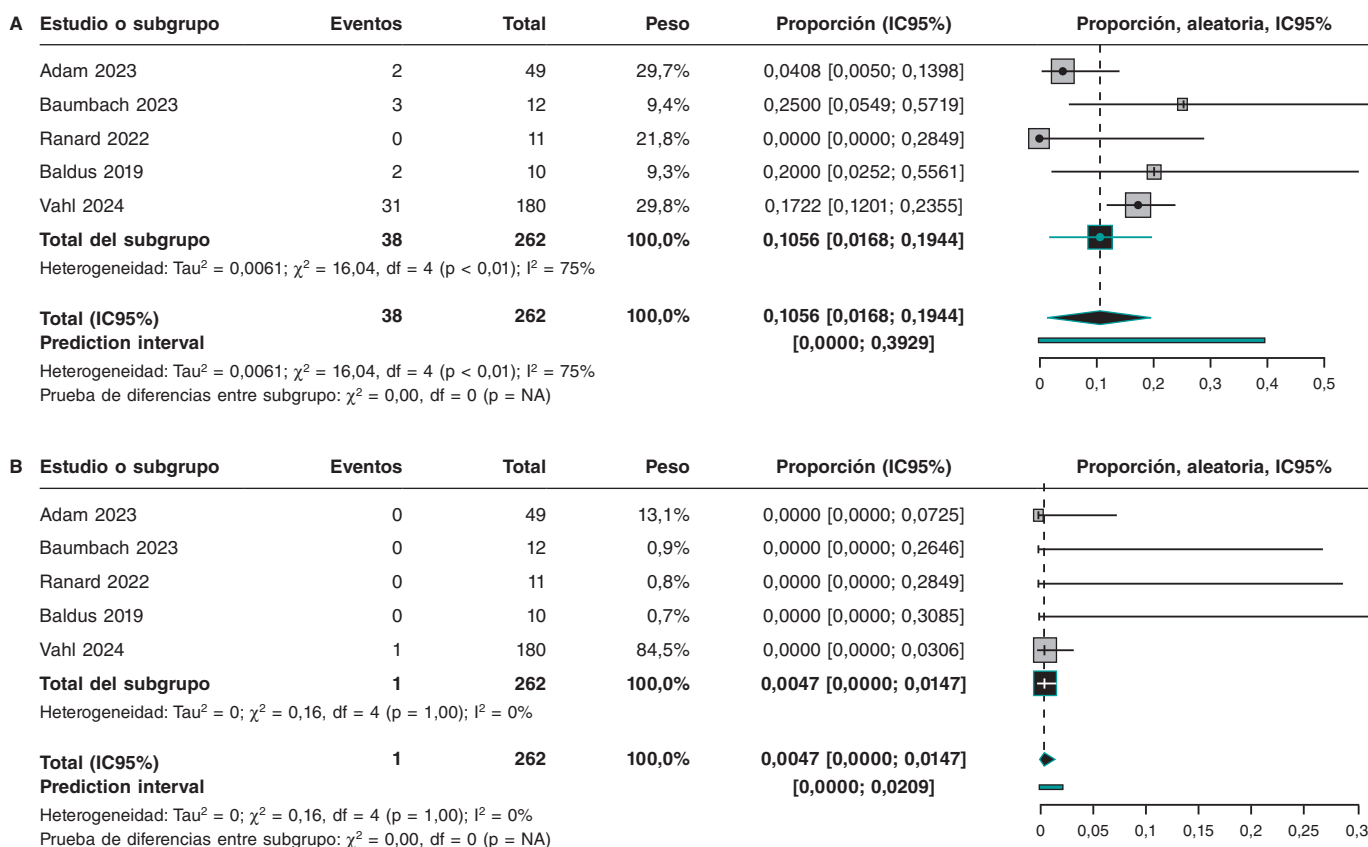 A Estudio o subgrupo Eventos Total Peso Proporción (IC95%) Proporción, aleatoria, IC95%
Adam 2023 2 49 29,7% 0,0408 [0,0050; 0,1398]
Baumbach 2023 3 12 9,4% 0,2500 [0,0549; 0,5719]
Ranard 2022 0 11 21,8% 0,0000 [0,0000; 0,2849]
Baldus 2019 2 10 9,3% 0,2000 [0,0252; 0,5561]
Vahl 2024 31 180 29,8% 0,1722 [0,1201; 0,2355]
Total del subgrupo 38 262 100,0% 0,1056 [0,0168; 0,1944]
Heterogeneidad: Tau² = 0,0061; χ² = 16,04, df = 4 (p < 0,01); I² = 75%
Total (IC95%) 38 262 100,0% 0,1056 [0,0168; 0,1944]
Prediction interval [0,0000; 0,3929]
Heterogeneidad: Tau² = 0,0061; χ² = 16,04, df = 4 (p < 0,01); I² = 75%
Prueba de diferencias entre subgrupo: χ² = 0,00, df = 0 (p = NA)
0 0,1 0,2 0,3 0,4 0,5
B Estudio o subgrupo Eventos Total Peso Proporción (IC95%) Proporción, aleatoria, IC95%
Adam 2023 0 49 13,1% 0,0000 [0,0000; 0,0725]
Baumbach 2023 0 12 0,9% 0,0000 [0,0000; 0,2646]
Ranard 2022 0 11 0,8% 0,0000 [0,0000; 0,2849]
Baldus 2019 0 10 0,7% 0,0000 [0,0000; 0,3085]
Vahl 2024 1 180 84,5% 0,0000 [0,0000; 0,0306]
Total del subgrupo 1 262 100,0% 0,0047 [0,0000; 0,0147]
Heterogeneidad: Tau² = 0; χ² = 0,16, df = 4 (p = 1,00); I² = 0%
Total (IC95%) 1 262 100,0% 0,0047 [0,0000; 0,0147]
Prediction interval [0,0000; 0,0209]
Heterogeneidad: Tau² = 0; χ² = 0,16, df = 4 (p = 1,00); I² = 0%
Prueba de diferencias entre subgrupo: χ² = 0,00, df = 0 (p = NA)
0 0,05 0,1 0,15 0,2 0,25 0,3